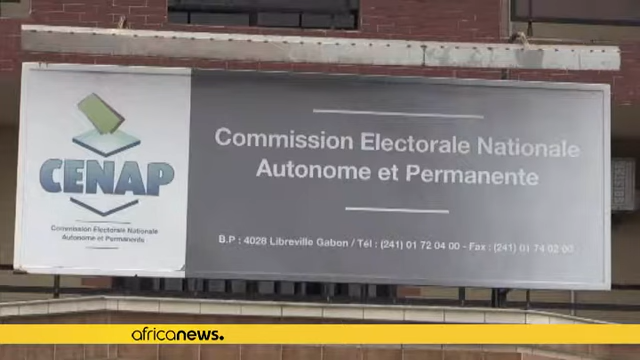 CENAP
Commission Electorale Nationale
Autonome et Permanente
Commission Electorale Nationale
Autonome et Permanente
B.P : 4028 Libreville Gabon / Tél : (241) 01 72 04 00 - Fax : (241) 01 74 02 00
africanews.